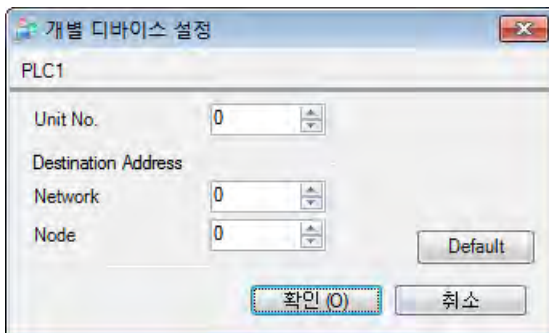 개별 디바이스 설정
PLC1
Unit No. 0
Destination Address
Network 0
Node 0
Default
확인 (O) 취소